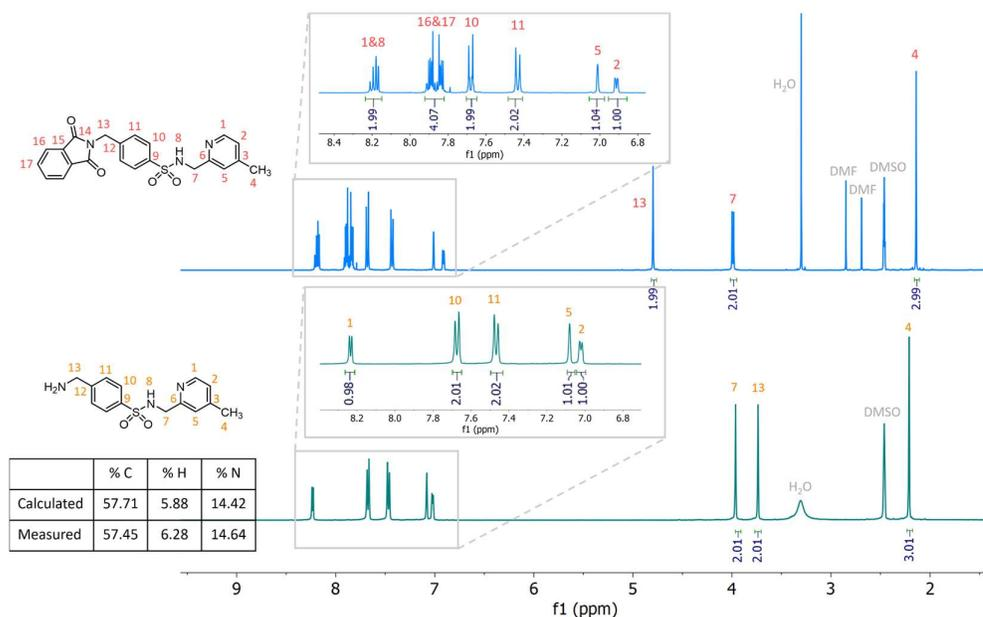 16&17
10
11
1&8
5
2
1.99
4.07
1.99
2.02
1.04
1.00
8.4 8.2 8.0 7.8 7.6 7.4 7.2 7.0 6.8
f1 (ppm)
4
H₂O
O
14
13
11
10
8
1
16
15
N
H
N
N
2
17
12
9
S
6
3
O
O
O
7
5
4
DMF
DMF
DMSO
13
7
1.99
2.01
2.99
10
11
1
5
2
0.98
2.01
2.02
1.01
1.00
8.2 8.0 7.8 7.6 7.4 7.2 7.0
f1 (ppm)
4
13
11
10
8
1
H₂N
H
N
N
2
12
9
S
6
3
O
O
7
5
4
7
13
DMSO
H₂O
2.01
2.01
3.01
% C % H % N
Calculated 57.71 5.88 14.42
Measured 57.45 6.28 14.64
9 8 7 6 5 4 3 2
f1 (ppm)